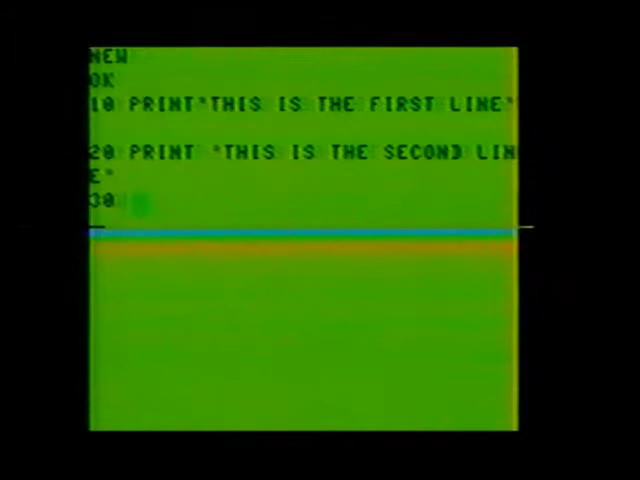 NEW
OK
10 PRINT"THIS IS THE FIRST LINE"
20 PRINT "THIS IS THE SECOND LIN
E"
30